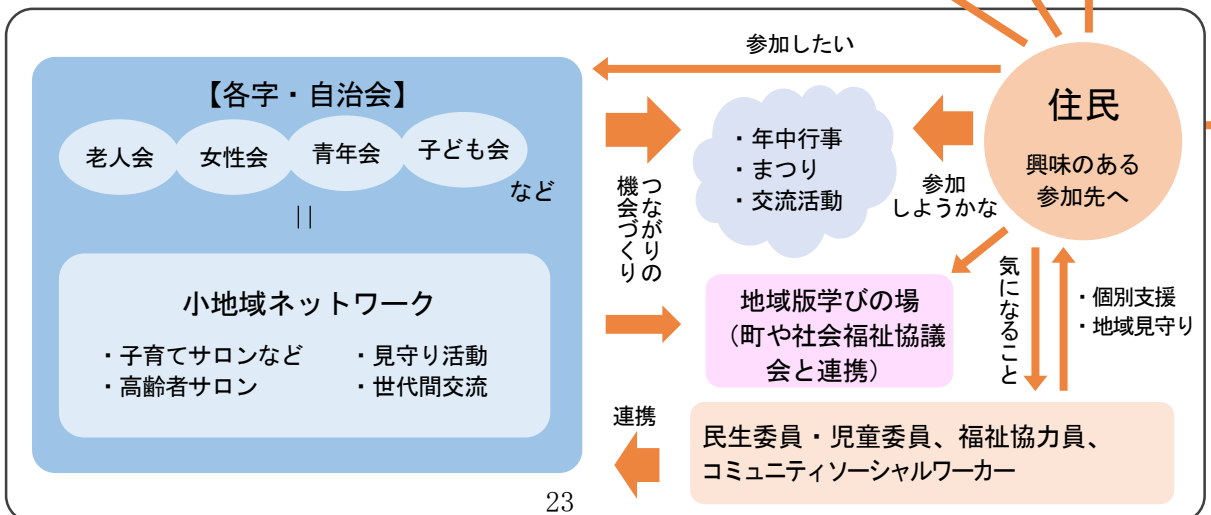 【各字・自治会】
老人会
女性会
青年会
子ども会
など
||
小地域ネットワーク
・子育てサロンなど
・見守り活動
・高齢者サロン
・世代間交流
参加したい
つながりの
機会づくり
・年中行事
・まつり
・交流活動
参加
しようかな
住民
興味のある
参加先へ
地域版学びの場
（町や社会福祉協議
会と連携）
気になること
・個別支援
・地域見守り
連携
民生委員・児童委員、福祉協力員、
コミュニティソーシャルワーカー
23